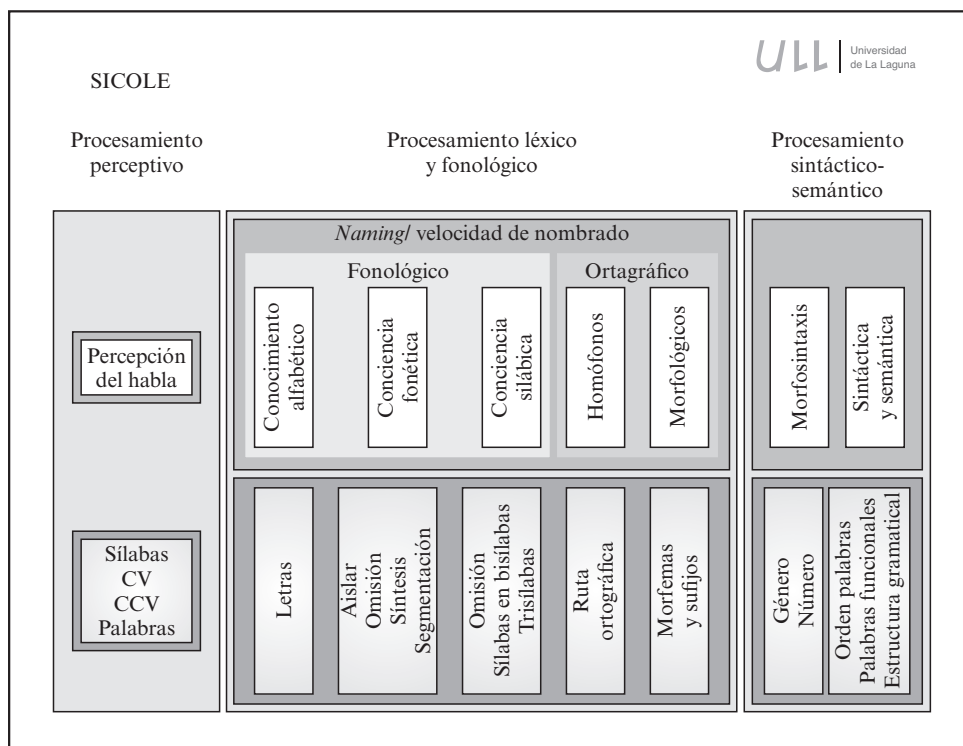 ULL
Universidad
de La Laguna
SICOLE
Procesamiento
perceptivo
Procesamiento léxico
y fonológico
Procesamiento
sintáctico-
semántico
Naming/ velocidad de nombrado
Fonológico
Ortagráfico
Percepción
del habla
Conocimiento
alfabético
Conciencia
fonética
Conciencia
silábica
Homófonos
Morfológicos
Morfosintaxis
Sintáctica
y semántica
Sílabas
CV
CCV
Palabras
Letras
Aislar
Omisión
Síntesis
Segmentación
Omisión
Sílabas en bisílabas
Trisílabas
Ruta
ortográfica
Morfemas
y sufijos
Género
Número
Orden palabras
Palabras funcionales
Estructura gramatical